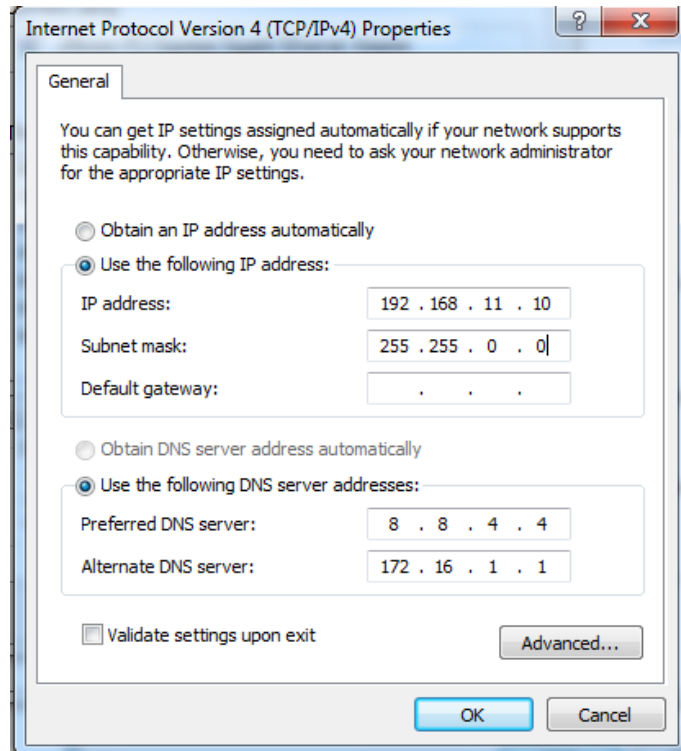 Internet Protocol Version 4 (TCP/IPv4) Properties
General
You can get IP settings assigned automatically if your network supports
this capability. Otherwise, you need to ask your network administrator
for the appropriate IP settings.
Obtain an IP address automatically
Use the following IP address:
IP address: 192 . 168 . 11 . 10
Subnet mask: 255 . 255 . 0 . 0
Default gateway: . . .
Obtain DNS server address automatically
Use the following DNS server addresses:
Preferred DNS server: 8 . 8 . 4 . 4
Alternate DNS server: 172 . 16 . 1 . 1
Validate settings upon exit
Advanced...
OK Cancel